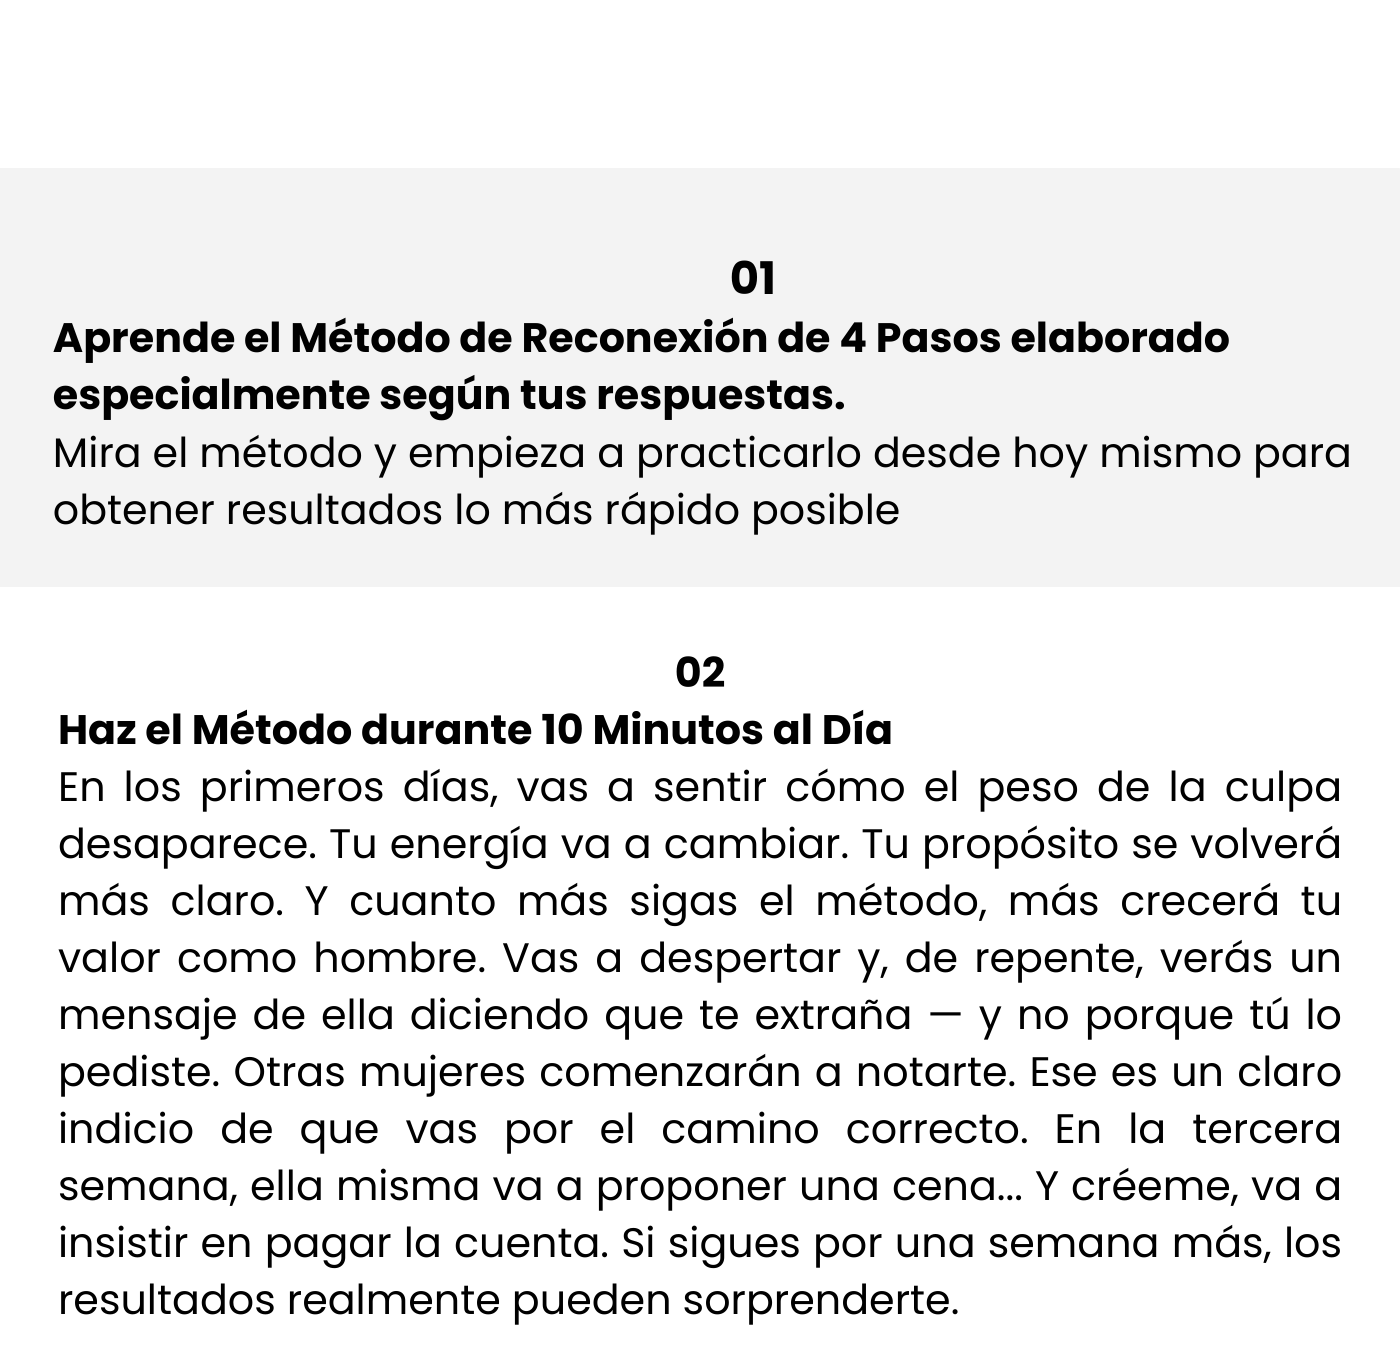 01
Aprende el Método de Reconexión de 4 Pasos elaborado
especialmente según tus respuestas.
Mira el método y empieza a practicarlo desde hoy mismo para
obtener resultados lo más rápido posible
02
Haz el Método durante 10 Minutos al Día
En los primeros días, vas a sentir cómo el peso de la culpa
desaparece. Tu energía va a cambiar. Tu propósito se volverá
más claro. Y cuanto más sigas el método, más crecerá tu
valor como hombre. Vas a despertar y, de repente, verás un
mensaje de ella diciendo que te extraña — y no porque tú lo
pediste. Otras mujeres comenzarán a notarte. Ese es un claro
indicio de que vas por el camino correcto. En la tercera
semana, ella misma va a proponer una cena... Y créeme, va a
insistir en pagar la cuenta. Si sigues por una semana más, los
resultados realmente pueden sorprenderte.